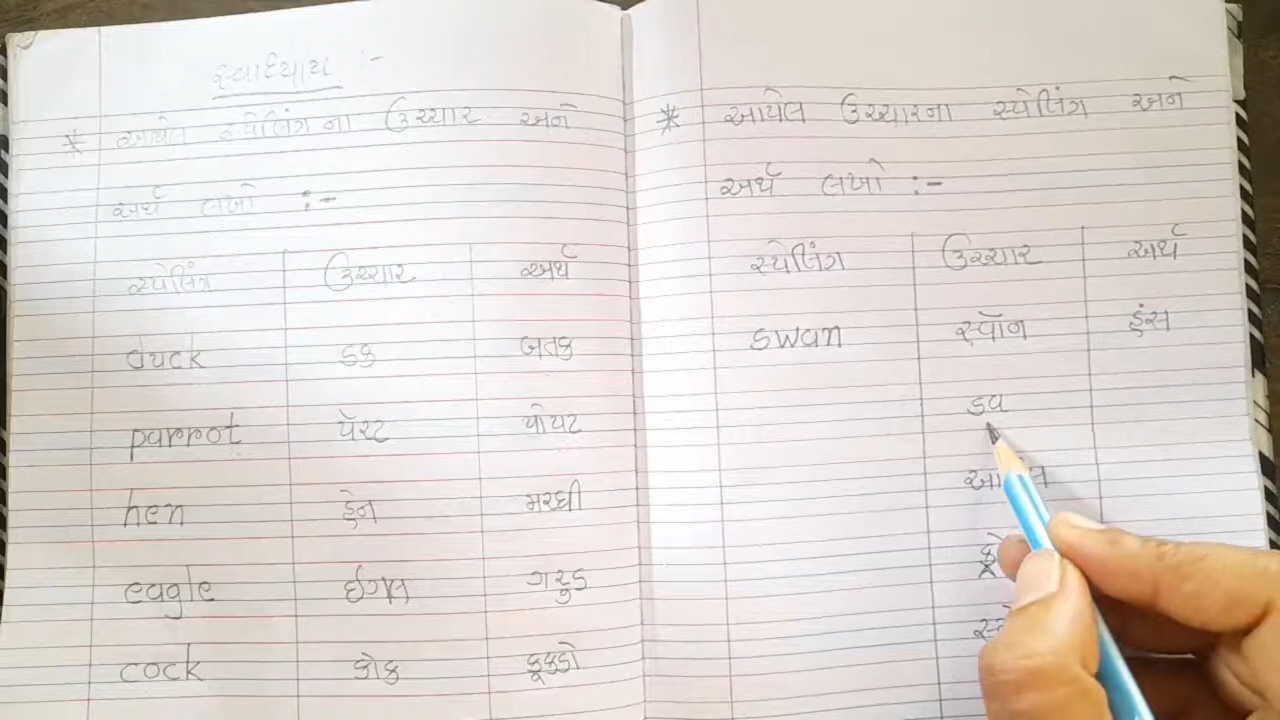 સ્વાધ્યાય :-
* આપેલ સ્પેલિંગ ના ઉચ્ચાર અને
અર્થ લખો :-
સ્પેલિંગ ઉચ્ચાર અર્થ
duck ડક બતક
parrot પૅરટ પોપટ
hen હેન મરઘી
eagle ઈગલ ગરુડ
cock કોક કૂકડો
* આપેલ ઉચ્ચારના સ્પેલિંગ અને
અર્થ લખો :-
સ્પેલિંગ ઉચ્ચાર અર્થ
swan સ્વૉન હંસ
ડવ